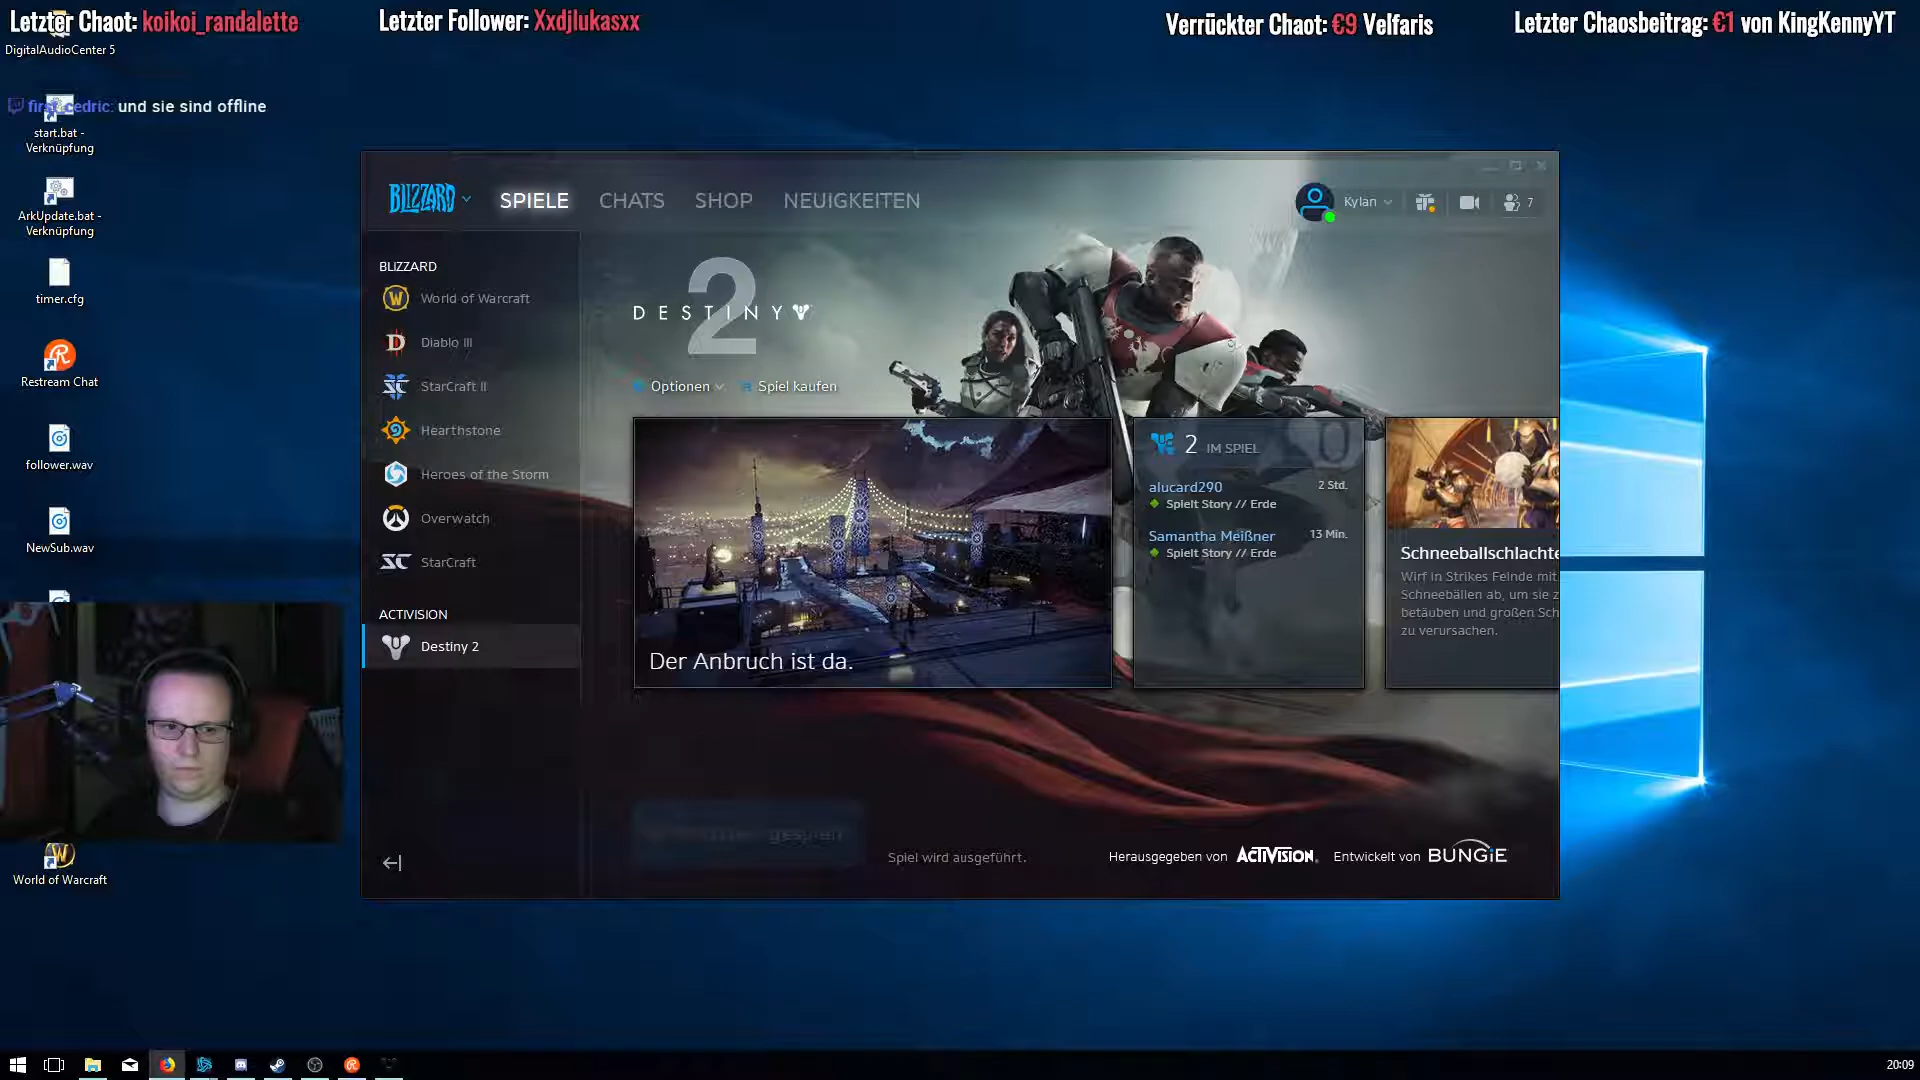 Letzter Chaot: koikoi_randalette
Letzter Follower: Xxdjlukasxx
Verrückter Chaot: €9 Velfaris
Letzter Chaosbeitrag: €1 von KingKennyYT
DigitalAudioCenter 5
first_cedric: und sie sind offline
start.bat -
Verknüpfung
ArkUpdate.bat -
Verknüpfung
timer.cfg
Restream Chat
follower.wav
NewSub.wav
World of Warcraft
BLIZZARD
SPIELE
CHATS
SHOP
NEUIGKEITEN
Kylan
7
BLIZZARD
World of Warcraft
Diablo III
StarCraft II
Hearthstone
Heroes of the Storm
Overwatch
StarCraft
ACTIVISION
Destiny 2
DESTINY 2
Optionen
Spiel kaufen
Der Anbruch ist da.
2 IM SPIEL
alucard290
2 Std.
Spielt Story // Erde
Samantha Meißner
13 Min.
Spielt Story // Erde
Schneeballschlachte
Wirf in Strikes Feinde mit
Schneebällen ab, um sie z
betäuben und großen Sch
zu verursachen.
Spiel wird ausgeführt.
Herausgegeben von ACTIVISION.
Entwickelt von BUNGiE
20:09